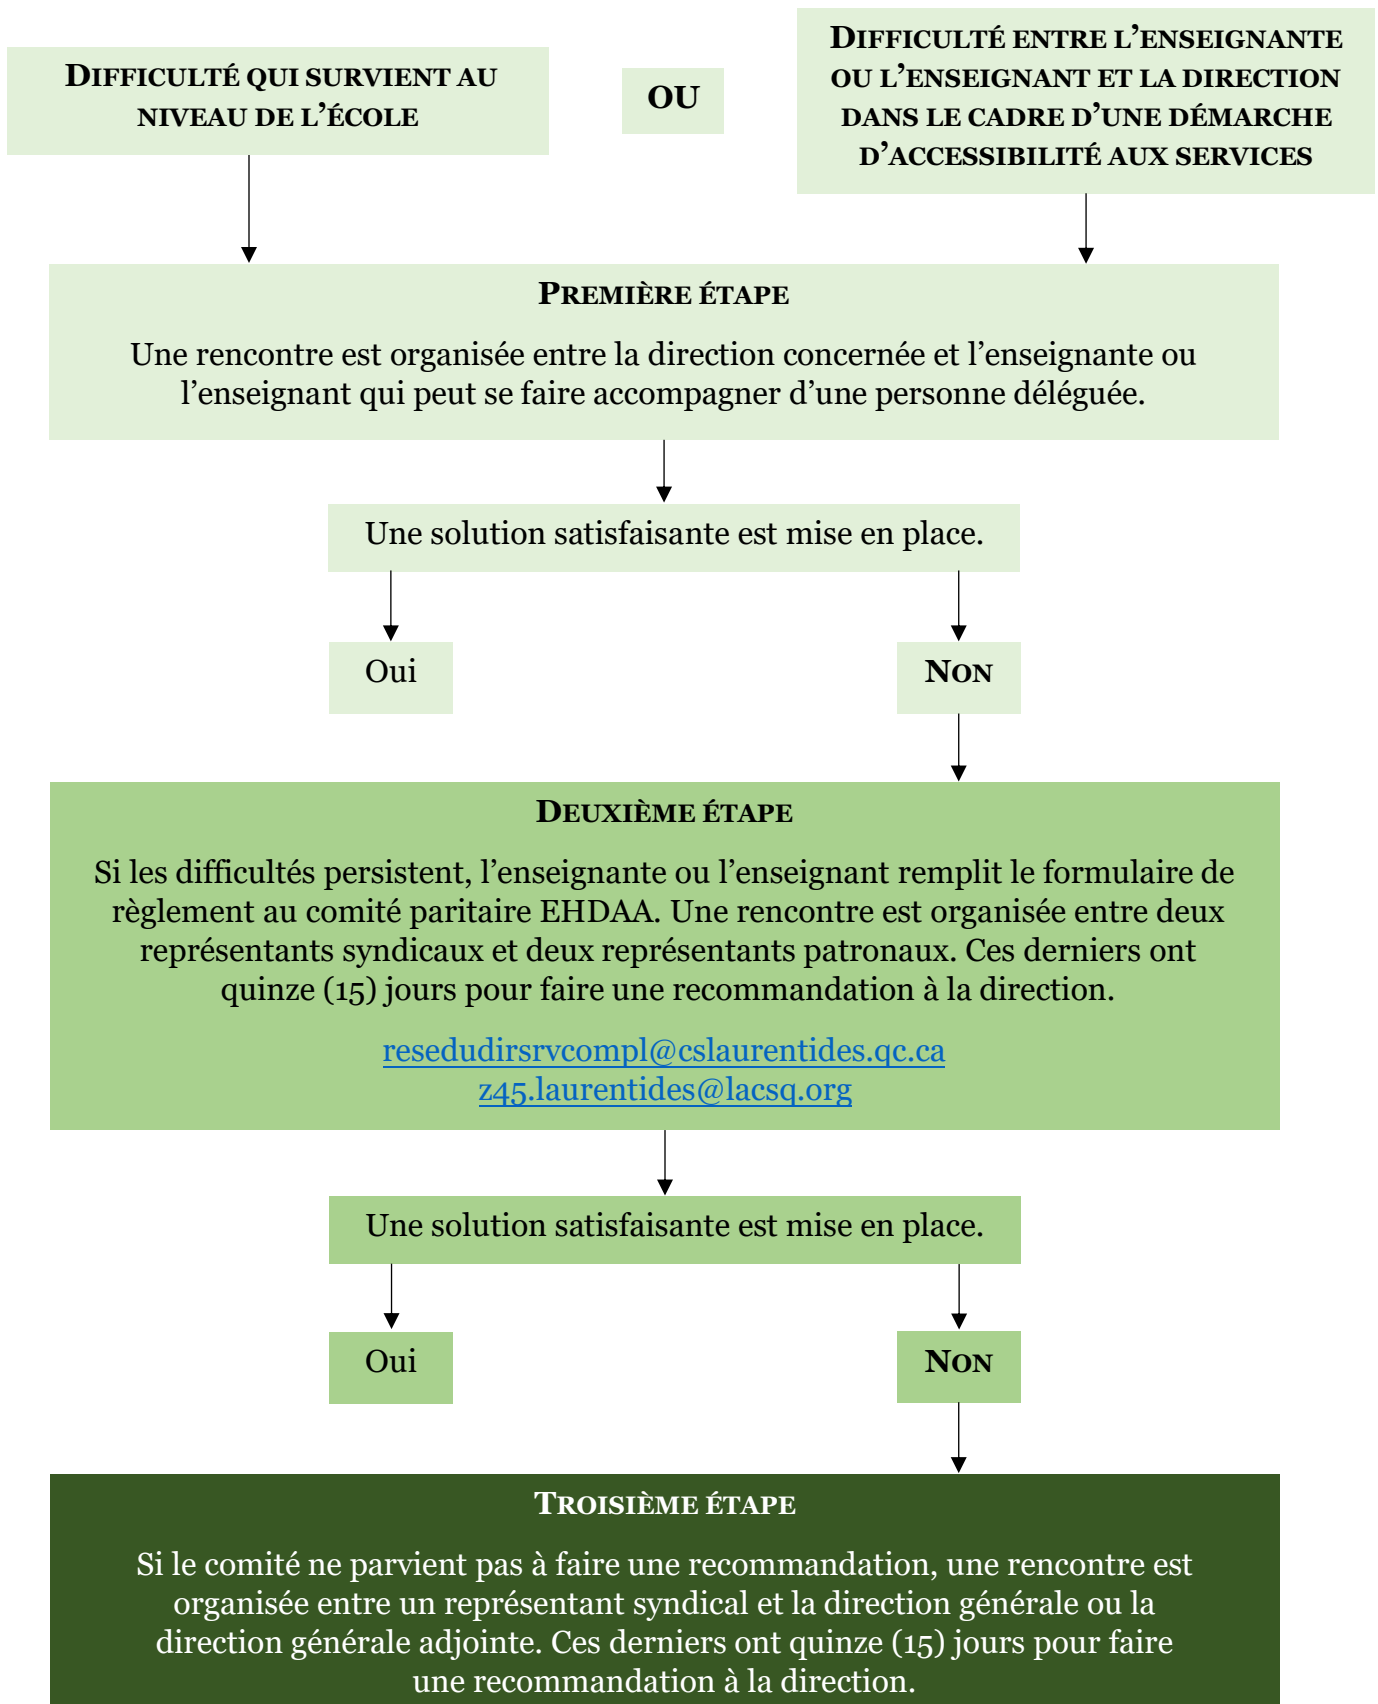 DIFFICULTÉ QUI SURVIENT AU
NIVEAU DE L’ÉCOLE
OU
DIFFICULTÉ ENTRE L’ENSEIGNANTE
OU L’ENSEIGNANT ET LA DIRECTION
DANS LE CADRE D’UNE DÉMARCHE
D’ACCESSIBILITÉ AUX SERVICES
PREMIÈRE ÉTAPE
Une rencontre est organisée entre la direction concernée et l’enseignante ou
l’enseignant qui peut se faire accompagner d’une personne déléguée.
Une solution satisfaisante est mise en place.
Oui
NON
DEUXIÈME ÉTAPE
Si les difficultés persistent, l’enseignante ou l’enseignant remplit le formulaire de
règlement au comité paritaire EHDAA. Une rencontre est organisée entre deux
représentants syndicaux et deux représentants patronaux. Ces derniers ont
quinze (15) jours pour faire une recommandation à la direction.
resedudirsrvcompl@cslaurentides.qc.ca
z45.laurentides@lacsq.org
Une solution satisfaisante est mise en place.
Oui
NON
TROISIÈME ÉTAPE
Si le comité ne parvient pas à faire une recommandation, une rencontre est
organisée entre un représentant syndical et la direction générale ou la
direction générale adjointe. Ces derniers ont quinze (15) jours pour faire
une recommandation à la direction.